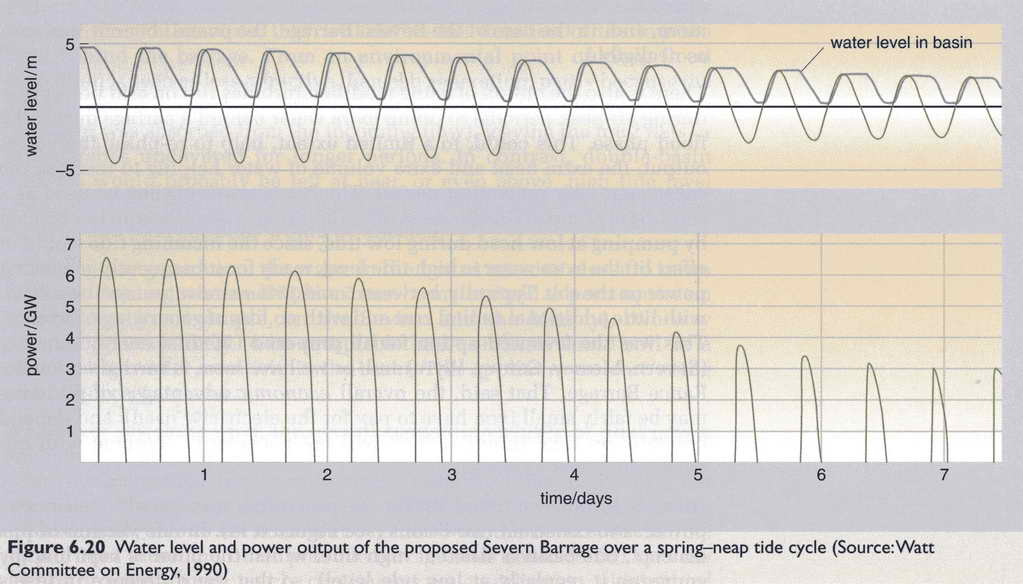 5
water level in basin
water level/m
–5
7
6
5
4
3
2
1
power/GW
1 2 3 4 5 6 7
time/days
Figure 6.20 Water level and power output of the proposed Severn Barrage over a spring–neap tide cycle (Source: Watt
Committee on Energy, 1990)